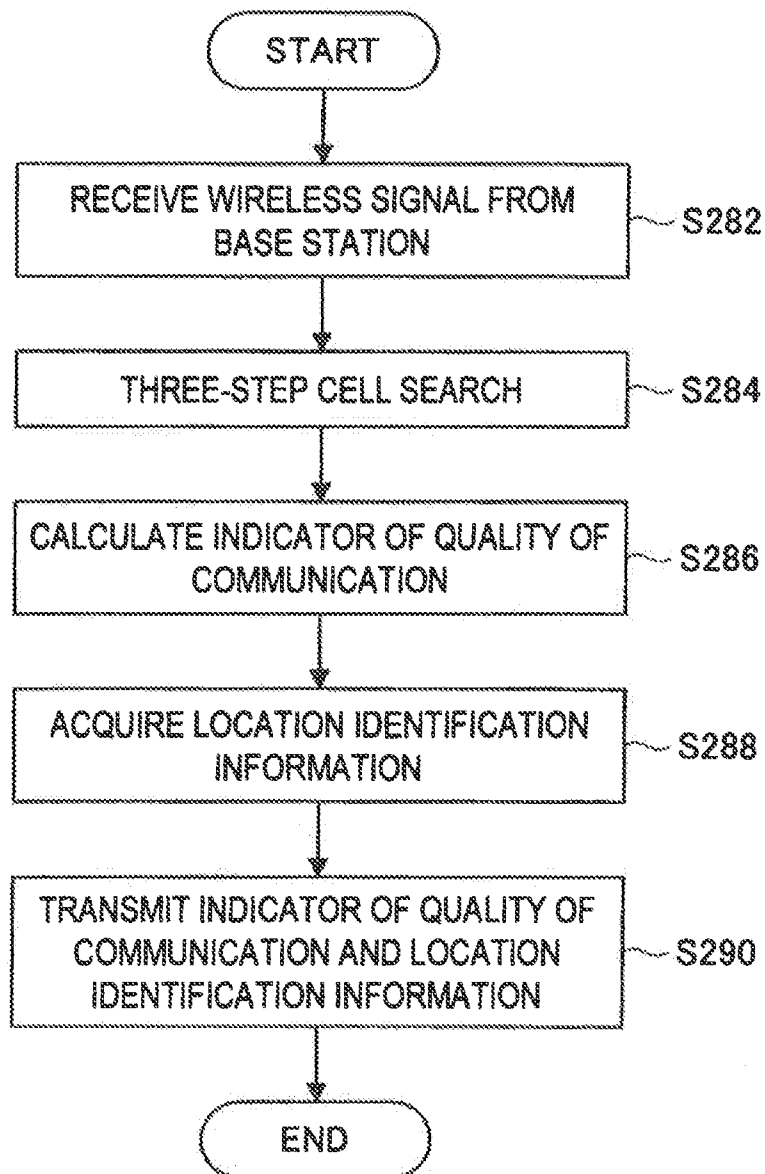 START
RECEIVE WIRELESS SIGNAL FROM
BASE STATION
S282
THREE-STEP CELL SEARCH
S284
CALCULATE INDICATOR OF QUALITY OF
COMMUNICATION
S286
ACQUIRE LOCATION IDENTIFICATION
INFORMATION
S288
TRANSMIT INDICATOR OF QUALITY OF
COMMUNICATION AND LOCATION
IDENTIFICATION INFORMATION
S290
END